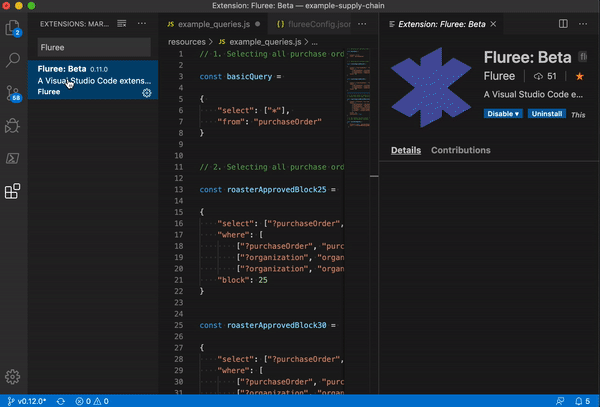 Extension: Fluree: Beta — example-supply-chain
EXTENSIONS: MAR...
Fluree
Fluree: Beta 0.11.0
A Visual Studio Code extens...
Fluree
2
58
example_queries.js
flureeConfig.json
resources > example_queries.js > ...
1 // 1. Selecting all purchase ord
2
3 const basicQuery =
4
5 {
6 "select": ["*"],
7 "from": "purchaseOrder"
8 }
9
10
11 // 2. Selecting all purchase ord
12
13 const roasterApprovedBlock25 =
14
15 {
16 "select": ["?purchaseOrder",
17 "where": [
18 ["?purchaseOrder", "purc
19 ["?organization", "organ
20 ["?organization", "organ
21 "block": 25
22 }
23
24
25 const roasterApprovedBlock30 =
26
27 {
28 "select": ["?purchaseOrder",
29 "where": [
30 ["?purchaseOrder", "purc
31 ["?organization", "organ
Extension: Fluree: Beta
Fluree: Beta
Fluree
51
A Visual Studio Code e...
Disable
Uninstall
This
Details
Contributions
v0.12.0*
0
0
5